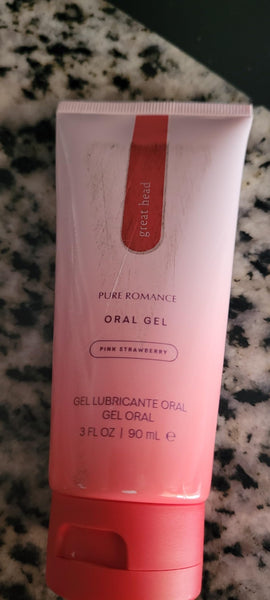 great head
PURE ROMANCE
ORAL GEL
PINK STRAWBERRY
GEL LUBRICANTE ORAL
GEL ORAL
3 FL OZ | 90 mL ℮